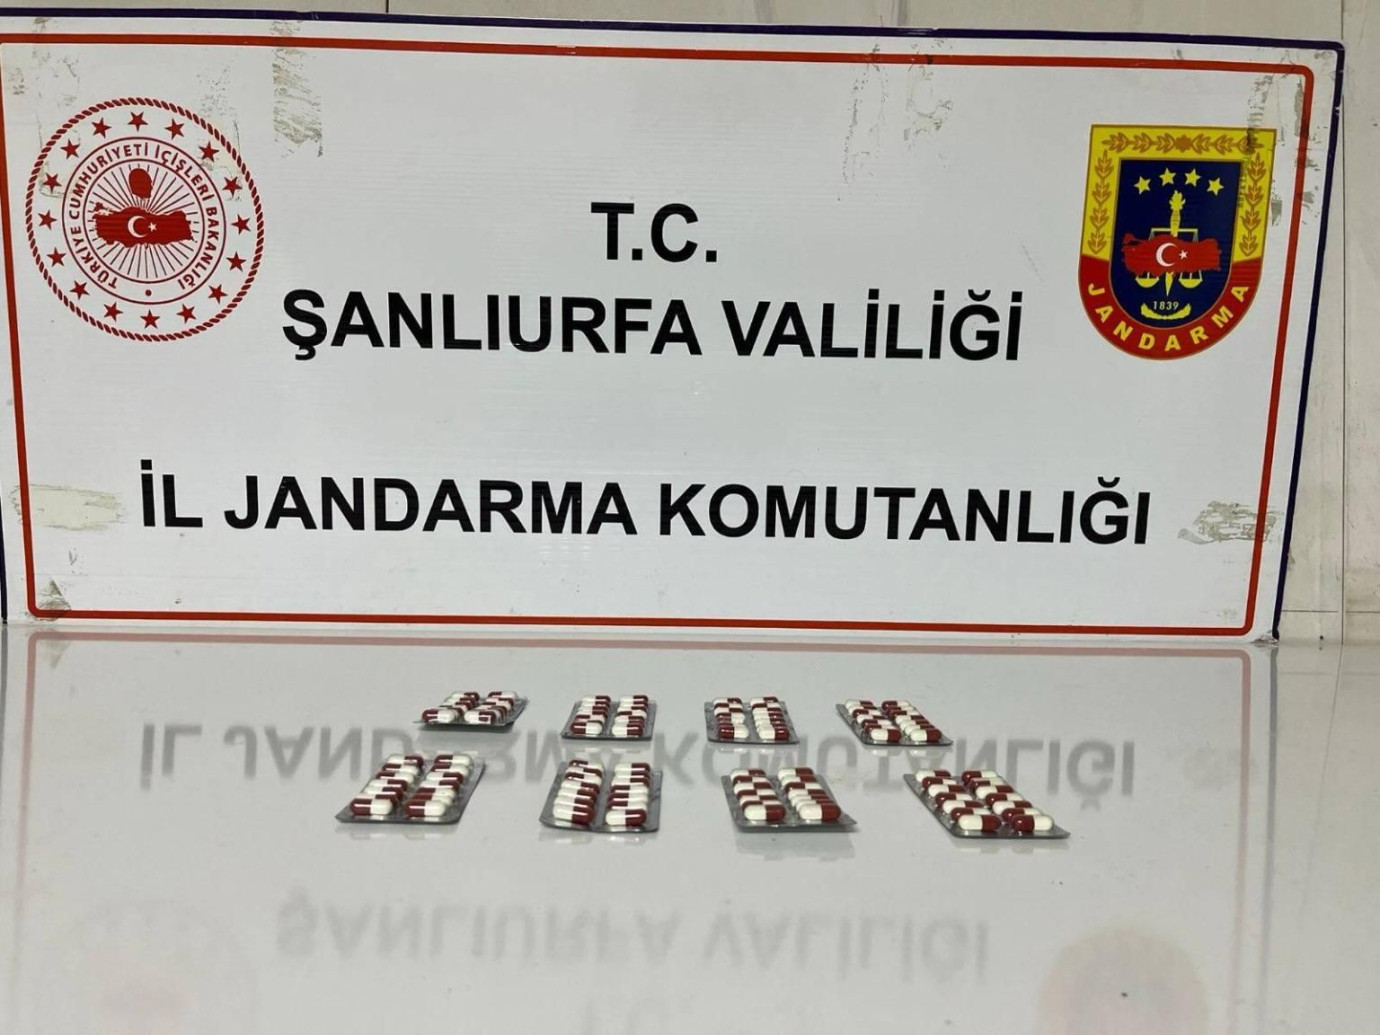 TÜRKİYE CUMHURİYETİ İÇİŞLERİ BAKANLIĞI
T.C.
ŞANLIURFA VALİLİĞİ
İL JANDARMA KOMUTANLIĞI
1839
JANDARMA